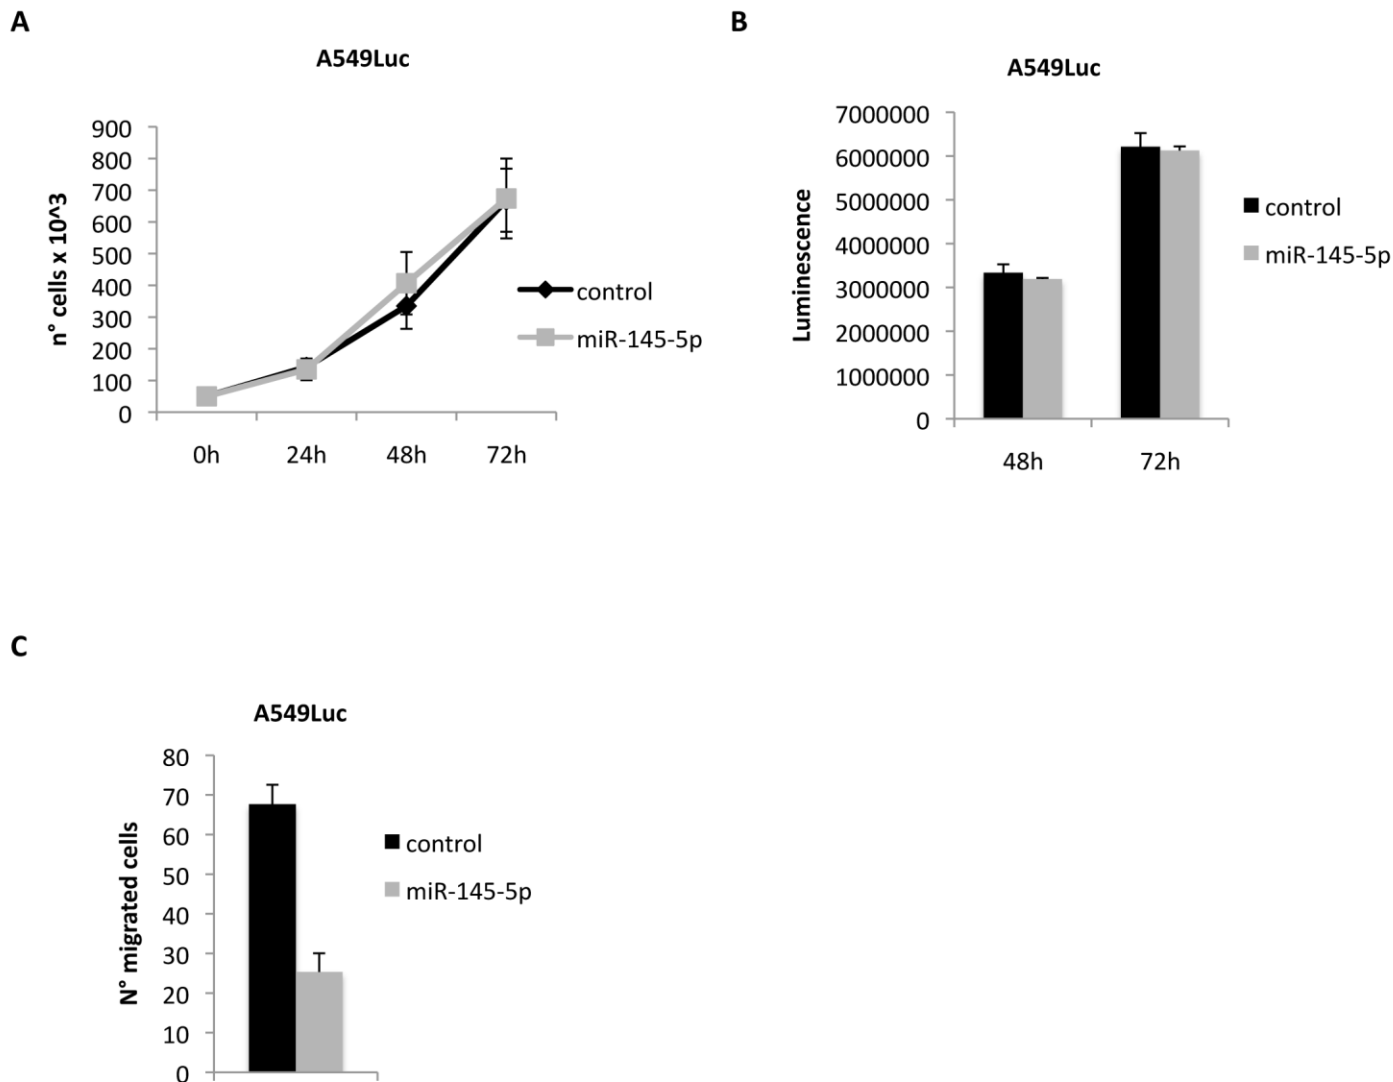 A
A549Luc
n° cells x 10^3
900
800
700
600
500
400
300
200
100
0
0h 24h 48h 72h
control
miR-145-5p
B
A549Luc
Luminescence
7000000
6000000
5000000
4000000
3000000
2000000
1000000
0
48h 72h
control
miR-145-5p
C
A549Luc
N° migrated cells
80
70
60
50
40
30
20
10
0
control
miR-145-5p